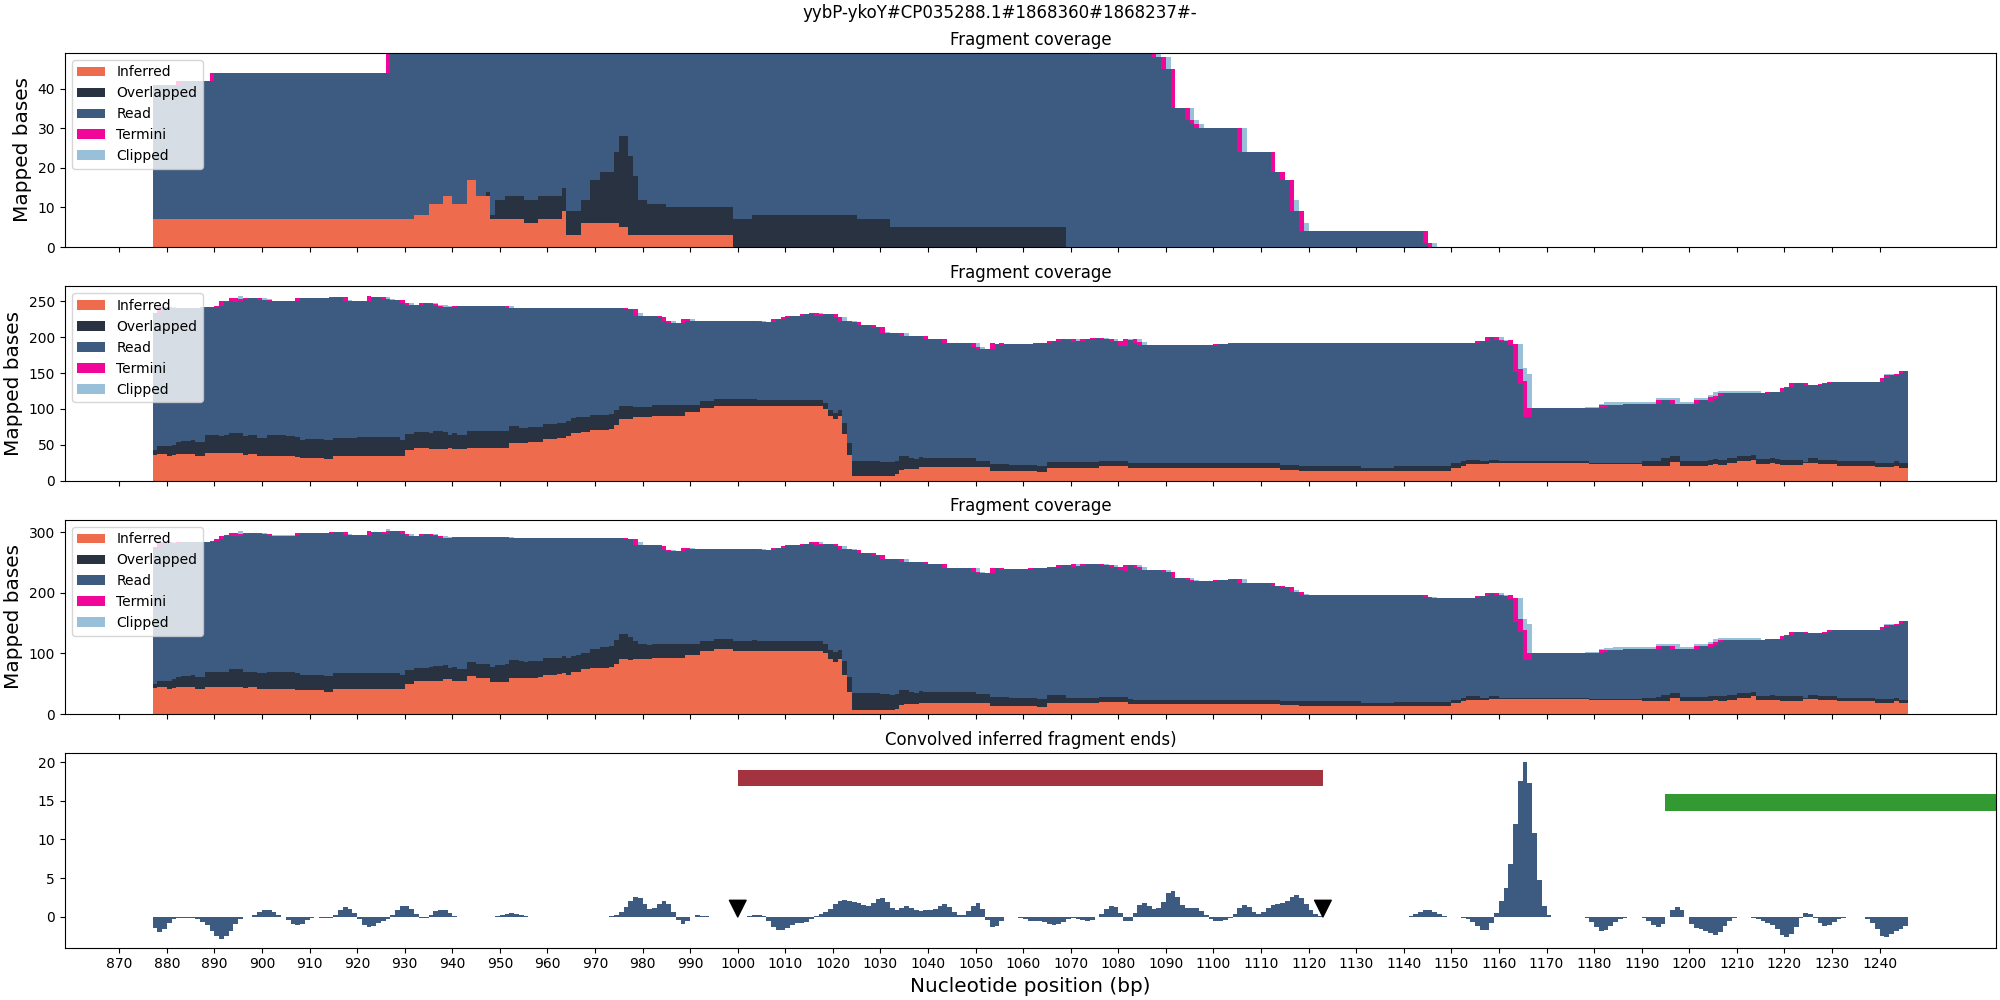 yybP-ykoY#CP035288.1#1868360#1868237#-
Fragment coverage
Mapped bases
40
30
20
10
0
Inferred
Overlapped
Read
Termini
Clipped
Fragment coverage
Mapped bases
250
200
150
100
50
0
Inferred
Overlapped
Read
Termini
Clipped
Fragment coverage
Mapped bases
300
200
100
0
Inferred
Overlapped
Read
Termini
Clipped
Convolved inferred fragment ends)
20
15
10
5
0
870 880 890 900 910 920 930 940 950 960 970 980 990 1000 1010 1020 1030 1040 1050 1060 1070 1080 1090 1100 1110 1120 1130 1140 1150 1160 1170 1180 1190 1200 1210 1220 1230 1240
Nucleotide position (bp)